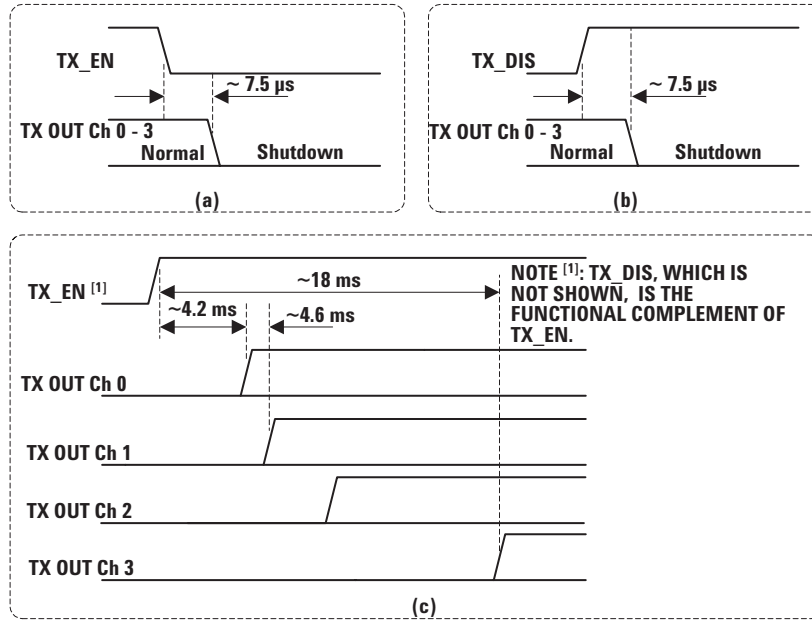 TX_EN
~ 7.5 µs
TX OUT Ch 0 - 3
Normal Shutdown
(a)
TX_DIS
~ 7.5 µs
TX OUT Ch 0 - 3
Normal Shutdown
(b)
TX_EN [1]
~18 ms
~4.2 ms
~4.6 ms
NOTE [1]: TX_DIS, WHICH IS
NOT SHOWN, IS THE
FUNCTIONAL COMPLEMENT OF
TX_EN.
TX OUT Ch 0
TX OUT Ch 1
TX OUT Ch 2
TX OUT Ch 3
(c)